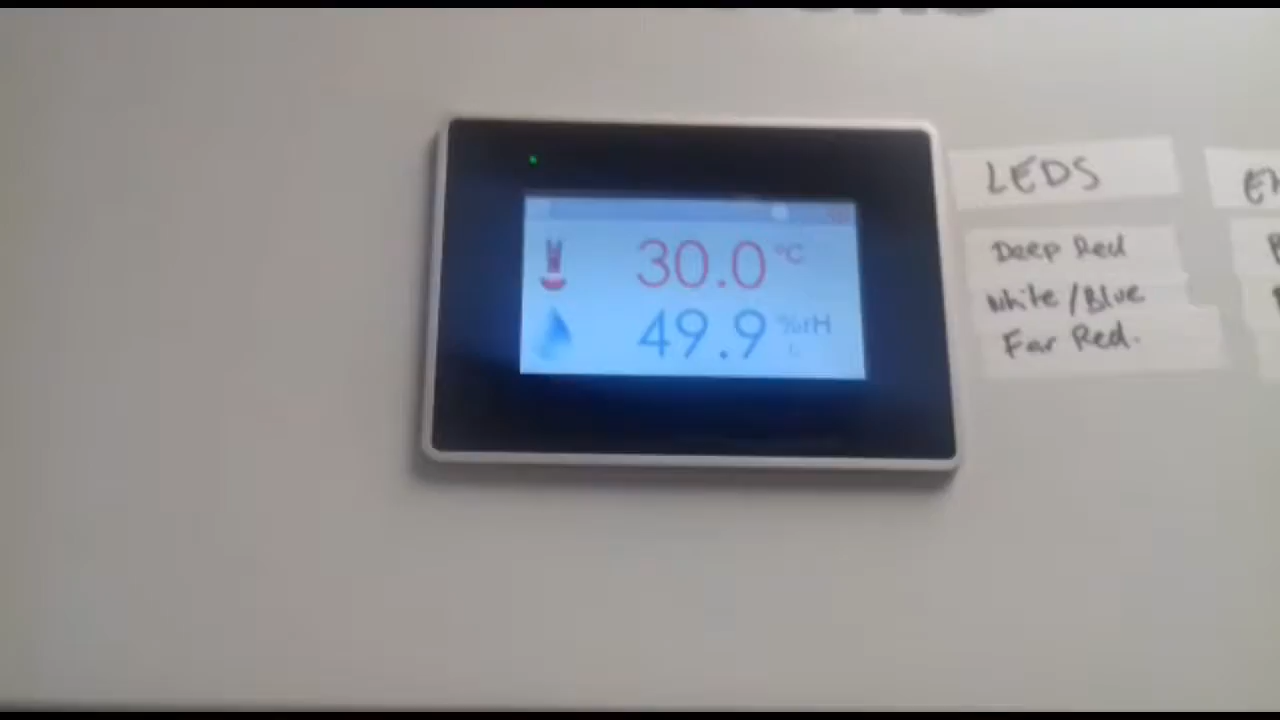 LEDS
Deep Red
White/Blue
Far Red.
30.0 °C
49.9 %rH